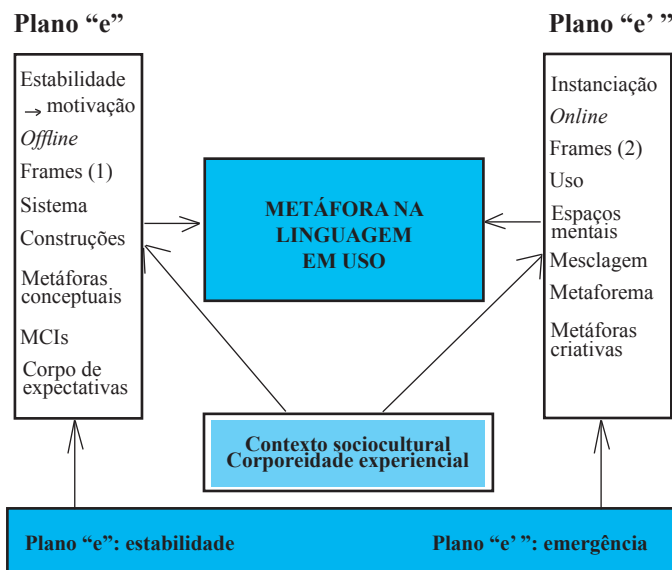 Plano “e”
Estabilidade
→ motivação
Offline
Frames (1)
Sistema
Construções
Metáforas
conceptuais
MCIs
Corpo de
expectativas
METÁFORA NA
LINGUAGEM
EM USO
Plano “e’ ”
Instanciação
Online
Frames (2)
Uso
Espaços
mentais
Mesclagem
Metaforema
Metáforas
criativas
Contexto sociocultural
Corporeidade experiencial
Plano “e”: estabilidade
Plano “e’ ”: emergência